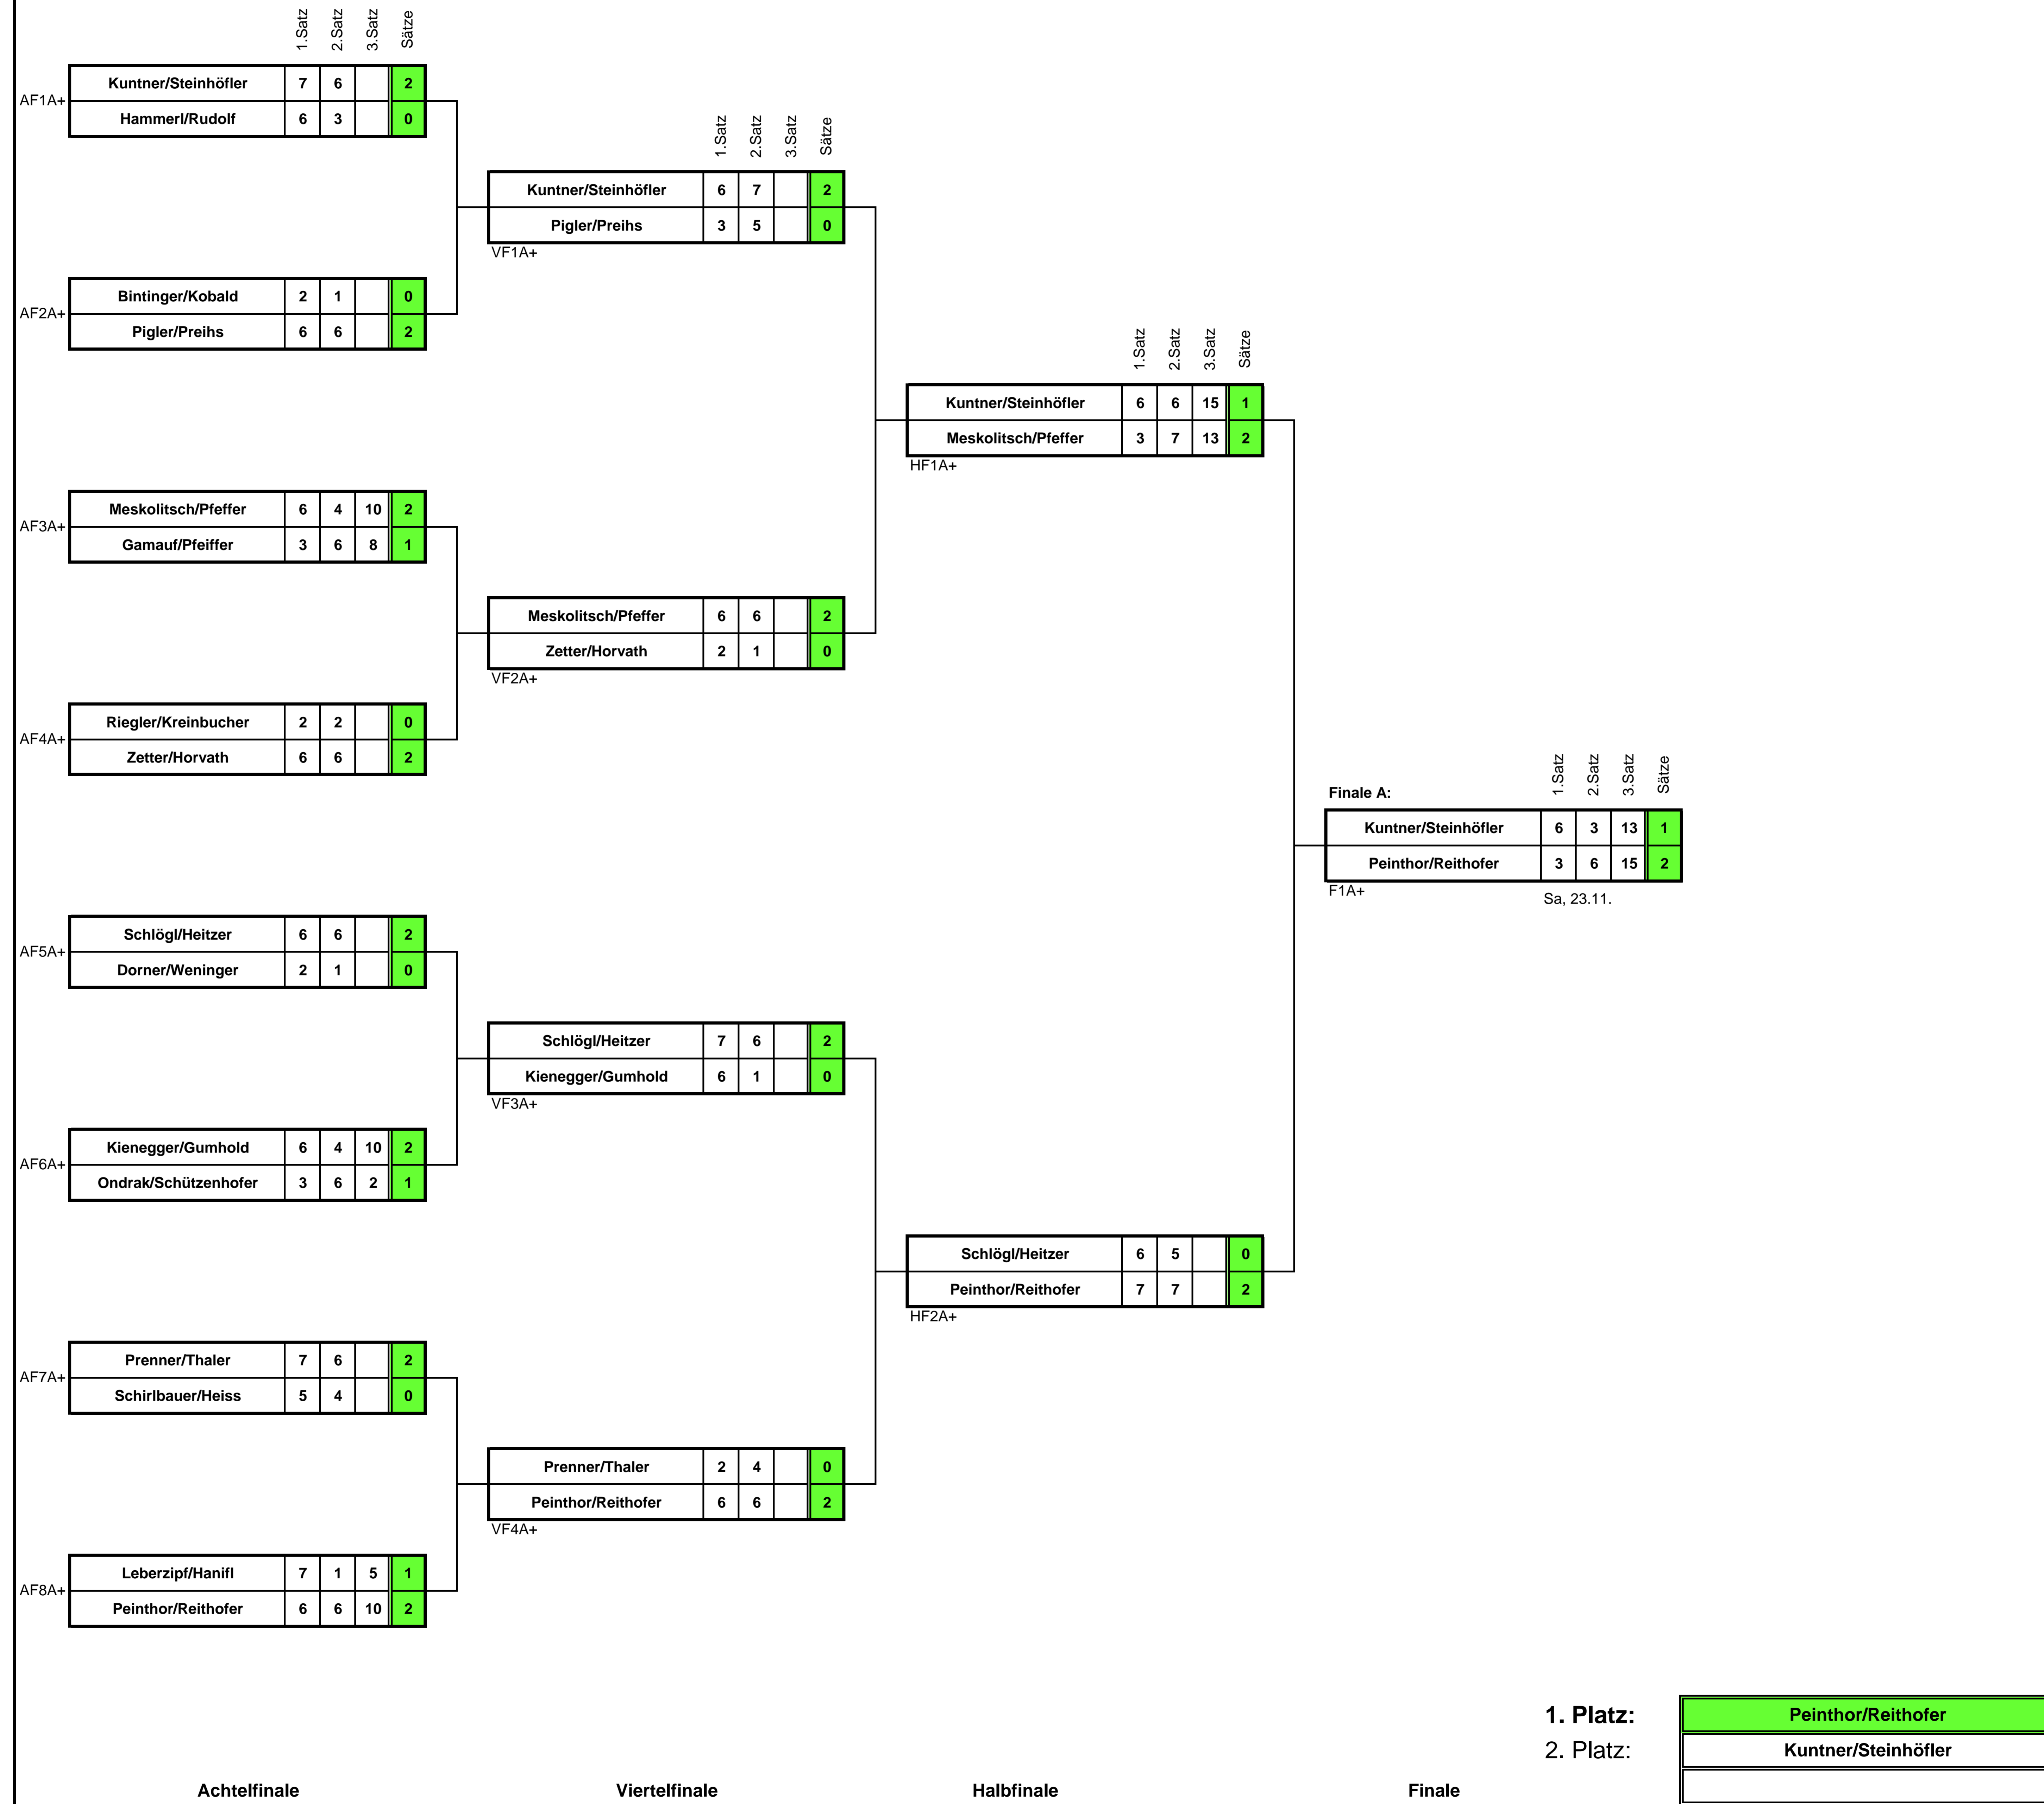 1.Satz 2.Satz 3.Satz Sätze
AF1A+
Kuntner/Steinhöfler 7 6 2
Hammerl/Rudolf 6 3 0
AF2A+
Bintinger/Kobald 2 1 0
Pigler/Preihs 6 6 2
AF3A+
Meskolitsch/Pfeffer 6 4 10 2
Gamauf/Pfeiffer 3 6 8 1
AF4A+
Riegler/Kreinbucher 2 2 0
Zetter/Horvath 6 6 2
AF5A+
Schlögl/Heitzer 6 6 2
Dorner/Weninger 2 1 0
AF6A+
Kienegger/Gumhold 6 4 10 2
Ondrak/Schützenhofer 3 6 2 1
AF7A+
Prenner/Thaler 7 6 2
Schirlbauer/Heiss 5 4 0
AF8A+
Leberzipf/Hanifl 7 1 5 1
Peinthor/Reithofer 6 6 10 2
Achtelfinale
1.Satz 2.Satz 3.Satz Sätze
Kuntner/Steinhöfler 6 7 2
Pigler/Preihs 3 5 0
VF1A+
Meskolitsch/Pfeffer 6 6 2
Zetter/Horvath 2 1 0
VF2A+
Schlögl/Heitzer 7 6 2
Kienegger/Gumhold 6 1 0
VF3A+
Prenner/Thaler 2 4 0
Peinthor/Reithofer 6 6 2
VF4A+
Viertelfinale
1.Satz 2.Satz 3.Satz Sätze
Kuntner/Steinhöfler 6 6 15 1
Meskolitsch/Pfeffer 3 7 13 2
HF1A+
Schlögl/Heitzer 6 5 0
Peinthor/Reithofer 7 7 2
HF2A+
Halbfinale
1.Satz 2.Satz 3.Satz Sätze
Finale A:
Kuntner/Steinhöfler 6 3 13 1
Peinthor/Reithofer 3 6 15 2
F1A+
Sa, 23.11.
Finale
1. Platz: Peinthor/Reithofer
2. Platz: Kuntner/Steinhöfler